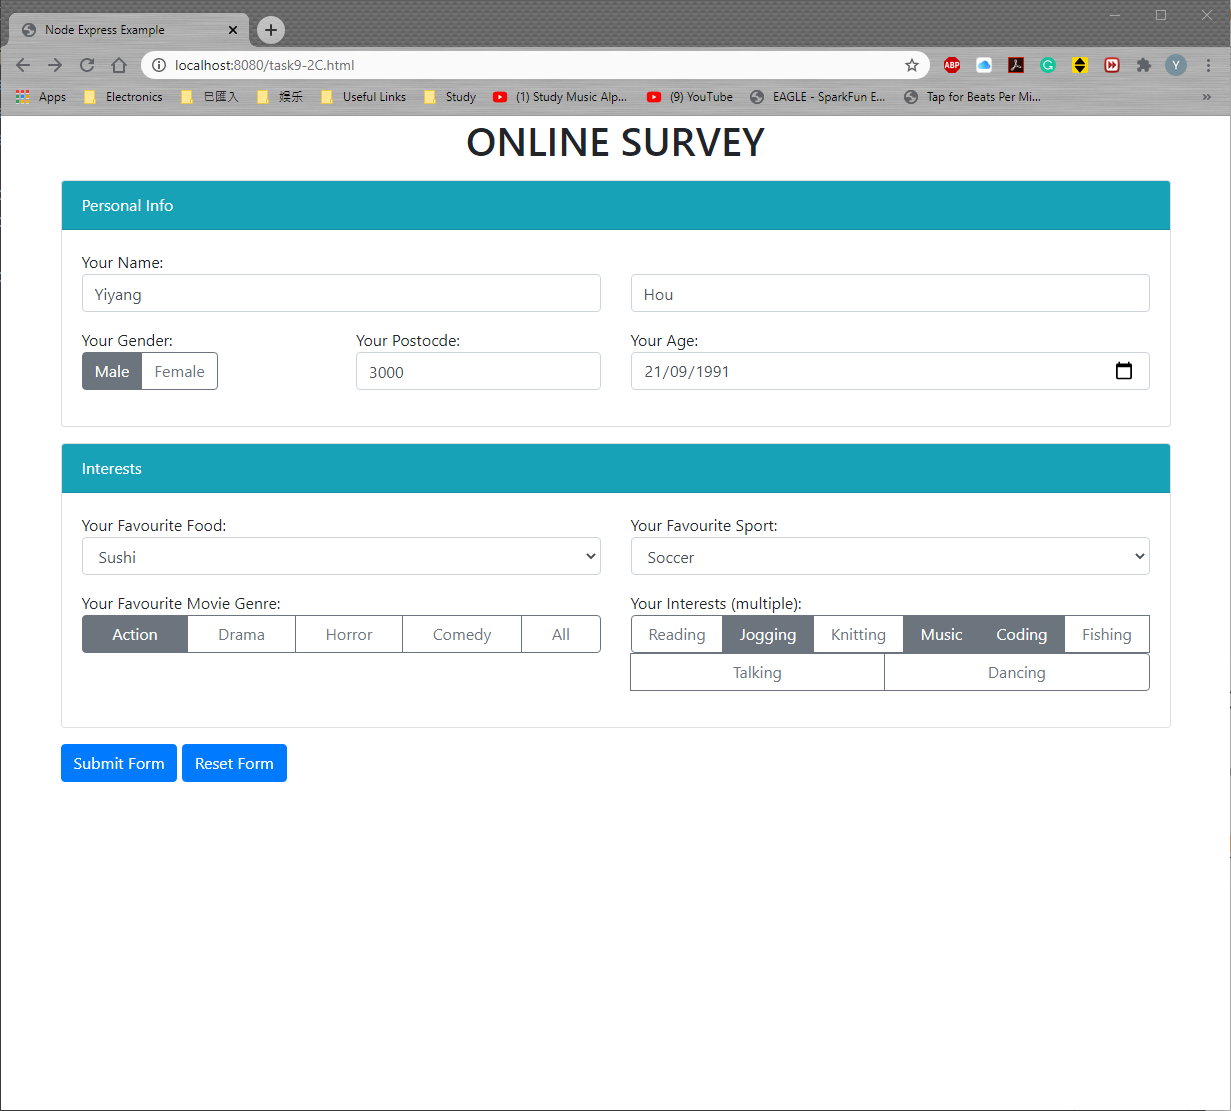 Node Express Example
localhost:8080/task9-2C.html
ABP
Y
Apps Electronics 已匯入 娱乐 Useful Links Study (1) Study Music Alp... (9) YouTube EAGLE - SparkFun E... Tap for Beats Per Mi... »
ONLINE SURVEY
Personal Info
Your Name:
Yiyang Hou
Your Gender: Your Postocde: Your Age:
Male Female 3000 21/09/1991
Interests
Your Favourite Food: Your Favourite Sport:
Sushi Soccer
Your Favourite Movie Genre: Your Interests (multiple):
Action Drama Horror Comedy All Reading Jogging Knitting Music Coding Fishing
Talking Dancing
Submit Form Reset Form